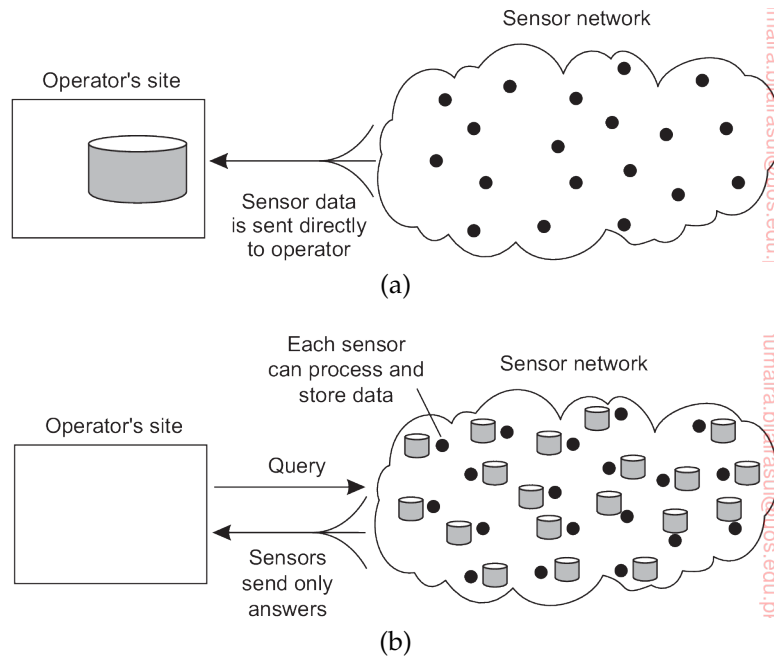 Sensor network
Operator's site
Sensor data
is sent directly
to operator
(a)
Each sensor
can process and
store data
Sensor network
Operator's site
Query
Sensors
send only
answers
(b)